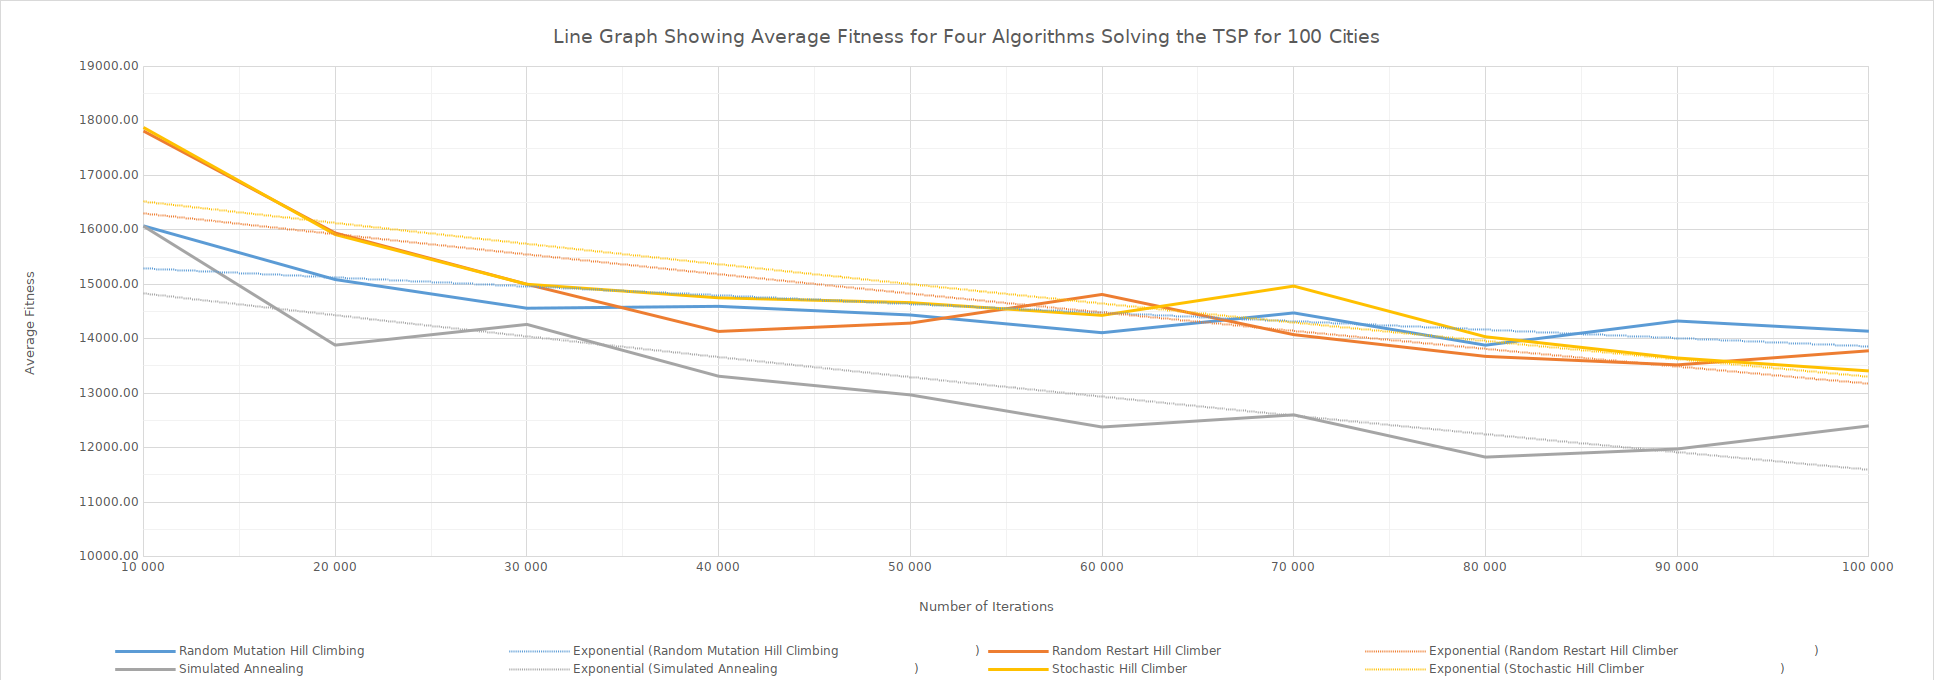 Line Graph Showing Average Fitness for Four Algorithms Solving the TSP for 100 Cities
19000.00
18000.00
17000.00
16000.00
15000.00
14000.00
13000.00
12000.00
11000.00
10000.00
Average Fitness
10 000 20 000 30 000 40 000 50 000 60 000 70 000 80 000 90 000 100 000
Number of Iterations
Random Mutation Hill Climbing Exponential (Random Mutation Hill Climbing ) Random Restart Hill Climber Exponential (Random Restart Hill Climber )
Simulated Annealing Exponential (Simulated Annealing ) Stochastic Hill Climber Exponential (Stochastic Hill Climber )